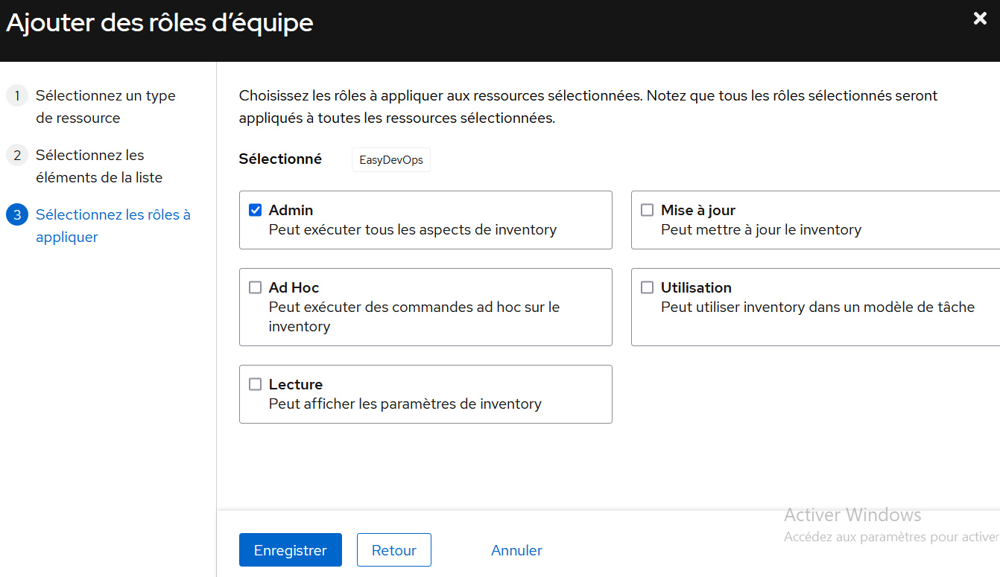 Ajouter des rôles d’équipe
1 Sélectionnez un type
de ressource
2 Sélectionnez les
éléments de la liste
3 Sélectionnez les rôles à
appliquer
Choisissez les rôles à appliquer aux ressources sélectionnées. Notez que tous les rôles sélectionnés seront
appliqués à toutes les ressources sélectionnées.
Sélectionné EasyDevOps
Admin
Peut exécuter tous les aspects de inventory
Mise à jour
Peut mettre à jour le inventory
Ad Hoc
Peut exécuter des commandes ad hoc sur le
inventory
Utilisation
Peut utiliser inventory dans un modèle de tâche
Lecture
Peut afficher les paramètres de inventory
Activer Windows
Accédez aux paramètres pour activer
Enregistrer Retour Annuler